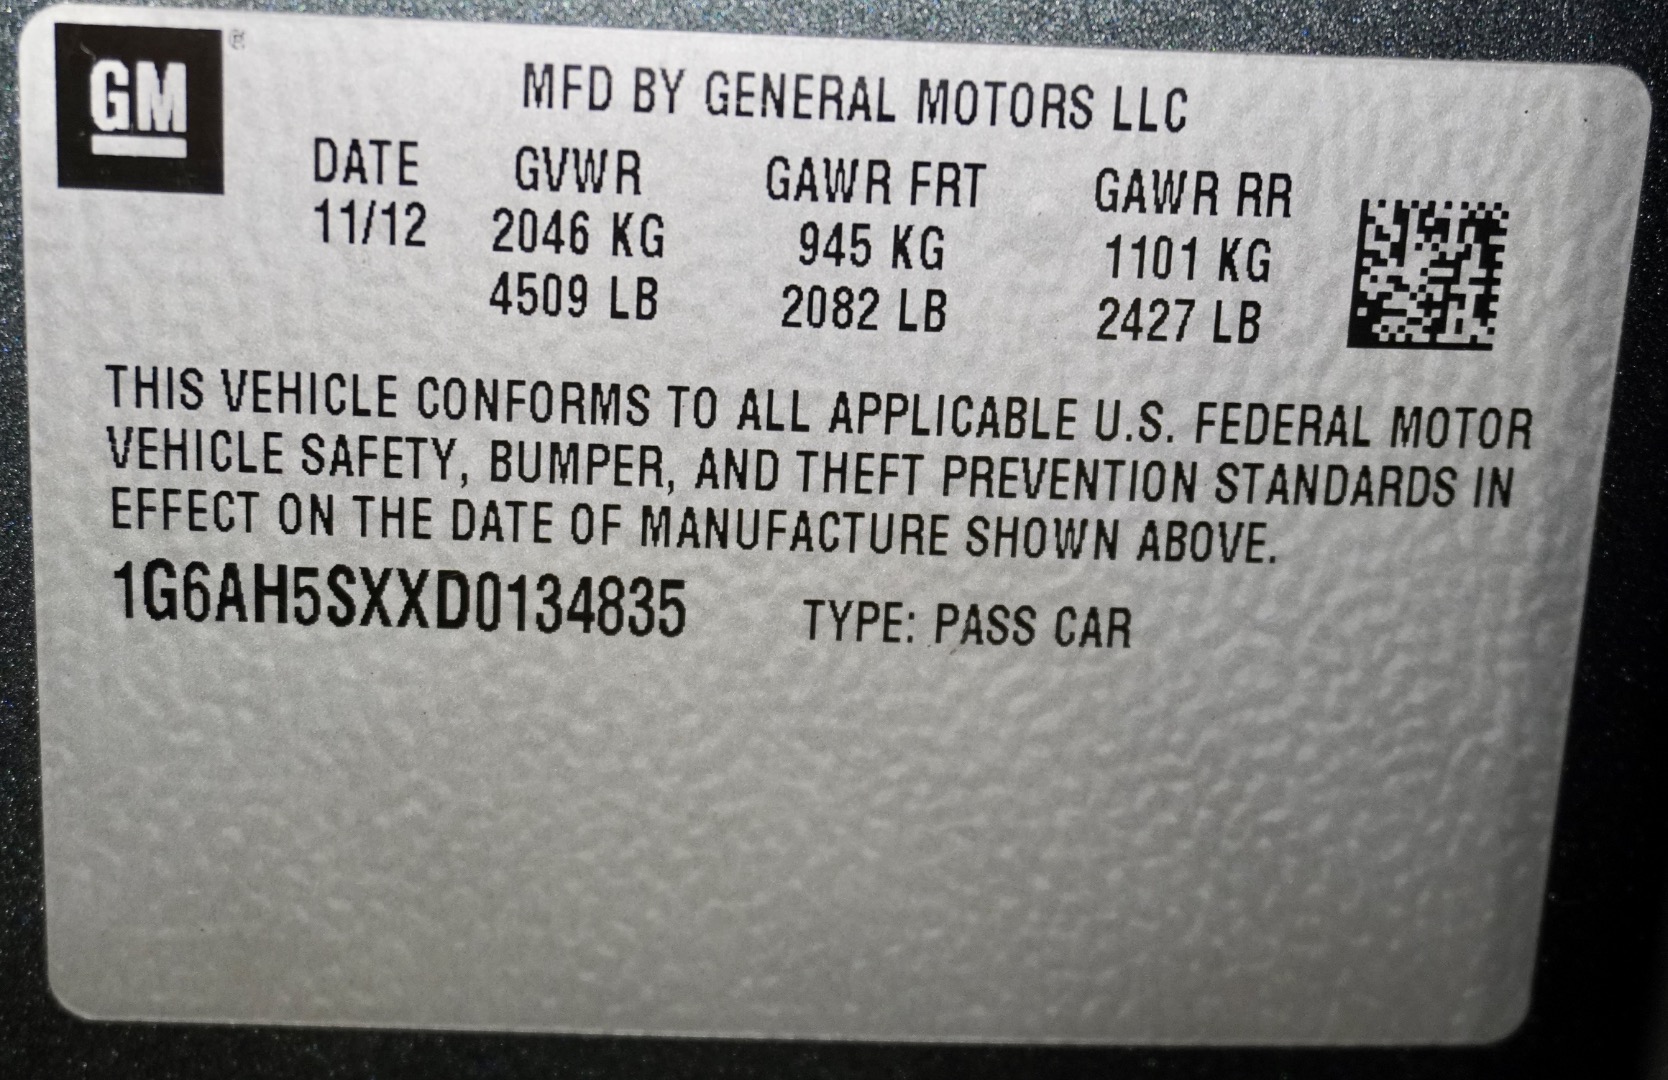 GM ®
MFD BY GENERAL MOTORS LLC
DATE GVWR GAWR FRT GAWR RR
11/12 2046 KG 945 KG 1101 KG
4509 LB 2082 LB 2427 LB
THIS VEHICLE CONFORMS TO ALL APPLICABLE U.S. FEDERAL MOTOR
VEHICLE SAFETY, BUMPER, AND THEFT PREVENTION STANDARDS IN
EFFECT ON THE DATE OF MANUFACTURE SHOWN ABOVE.
1G6AH5SXXD0134835 TYPE: PASS CAR